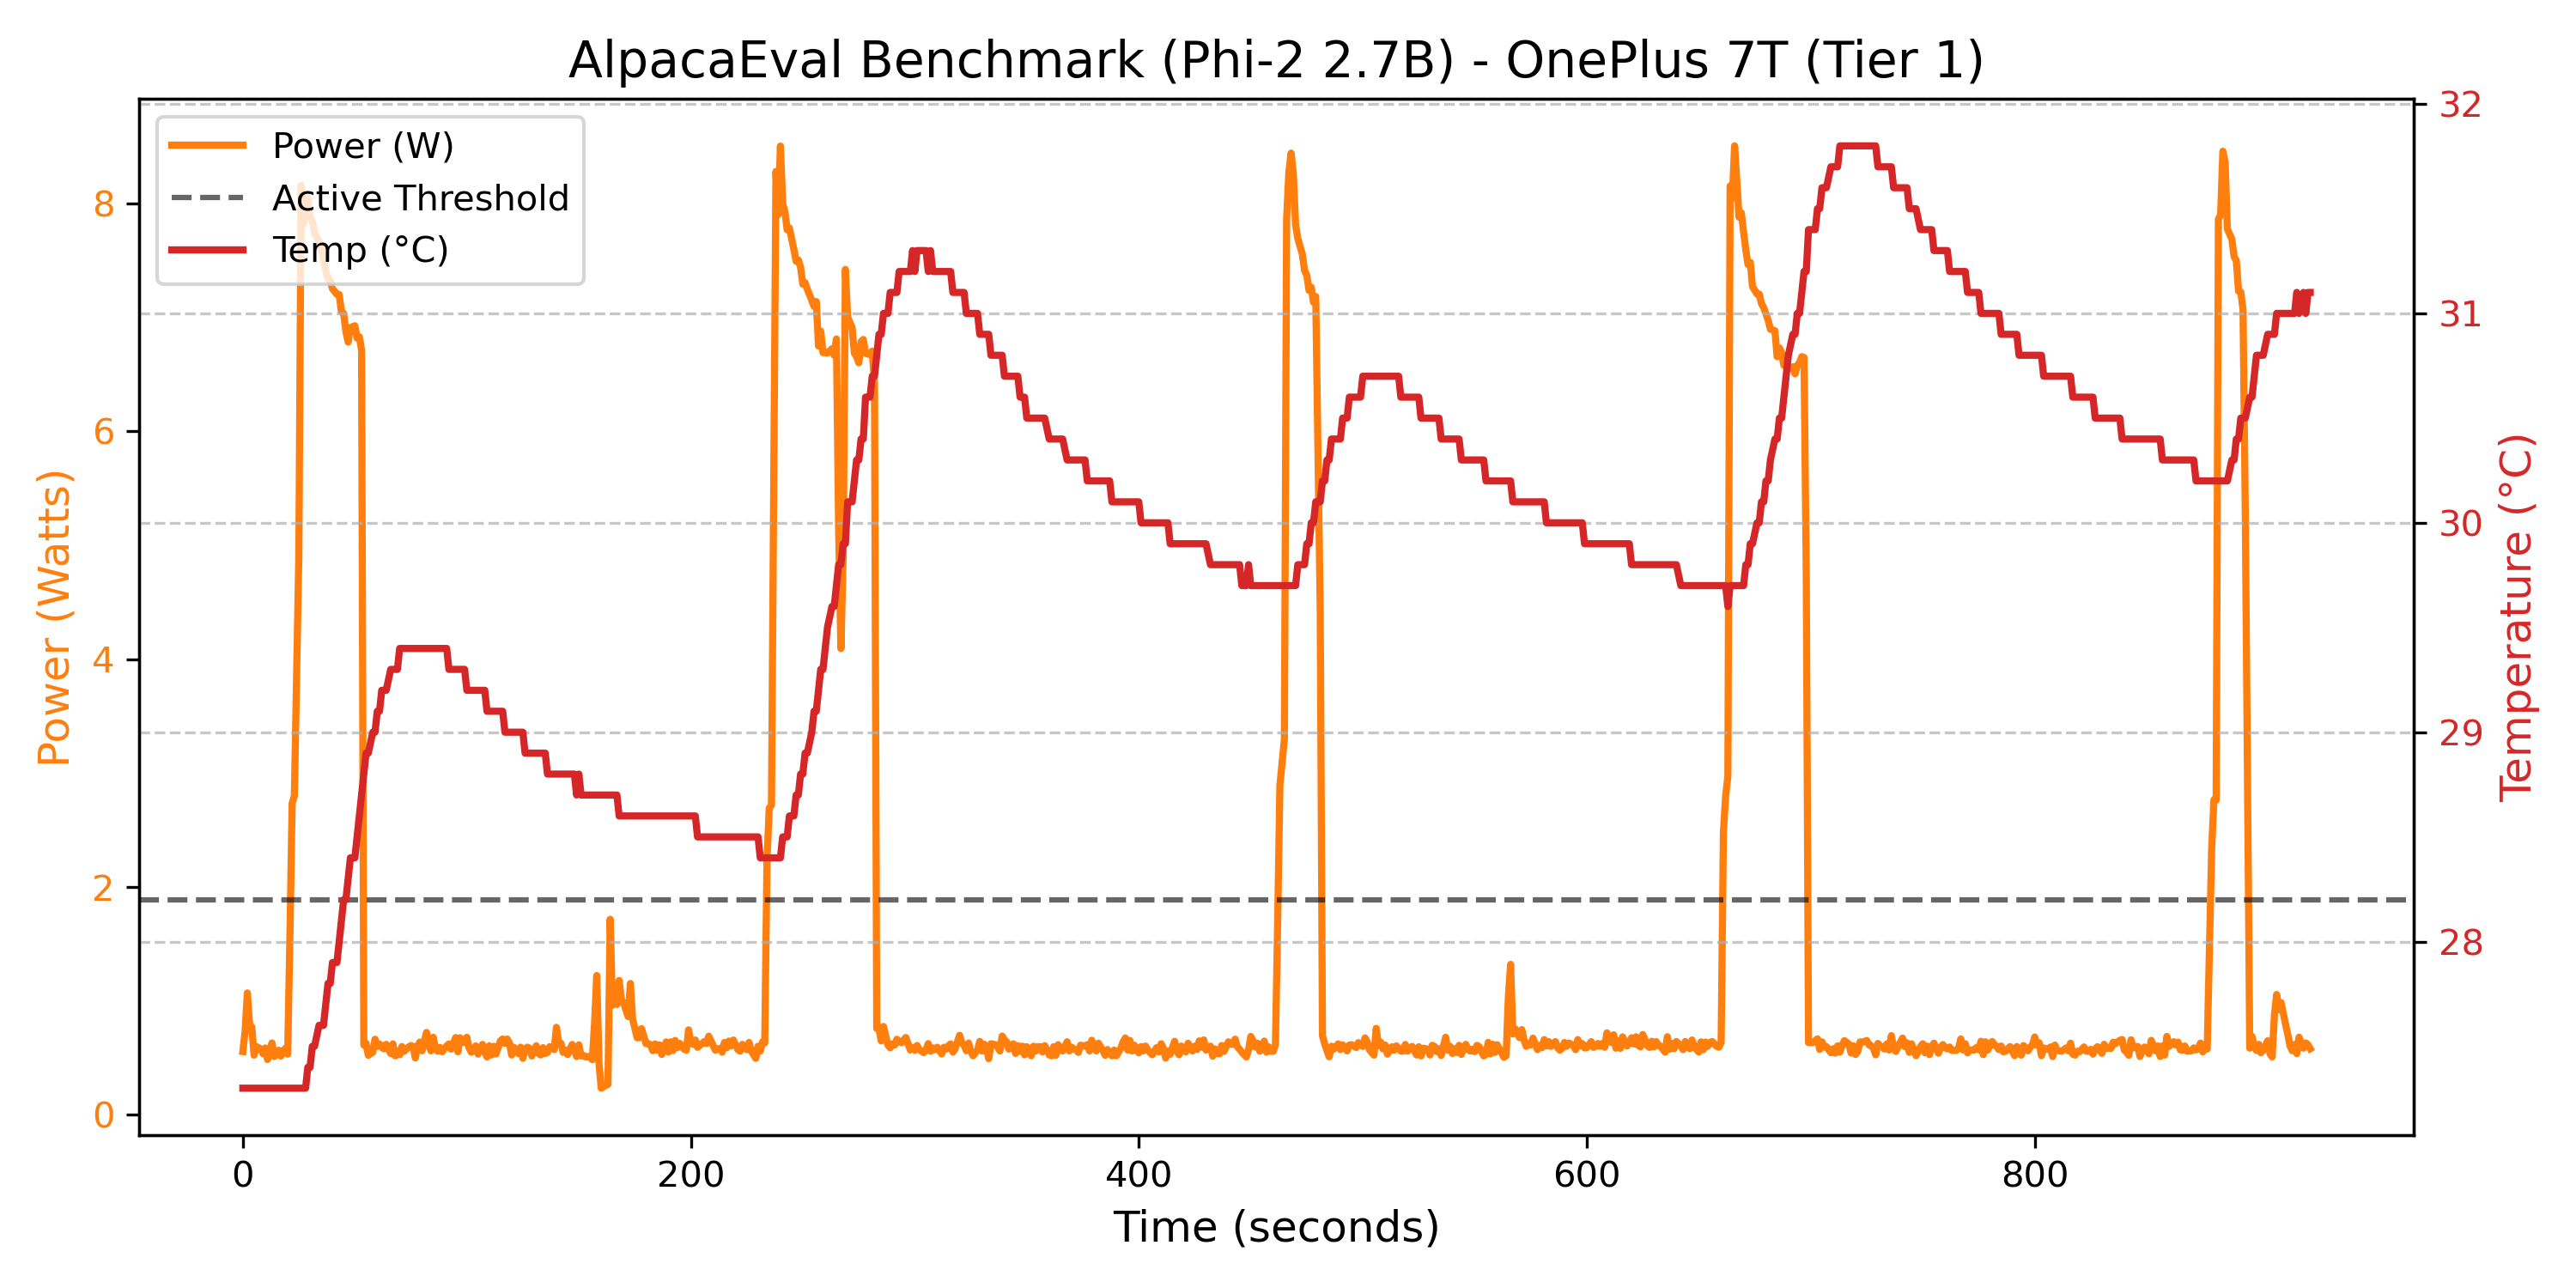 AlpacaEval Benchmark (Phi-2 2.7B) - OnePlus 7T (Tier 1)
Power (W)
Active Threshold
Temp (°C)
Power (Watts)
8
6
4
2
0
32
31
30
29
28
Temperature (°C)
0 200 400 600 800
Time (seconds)